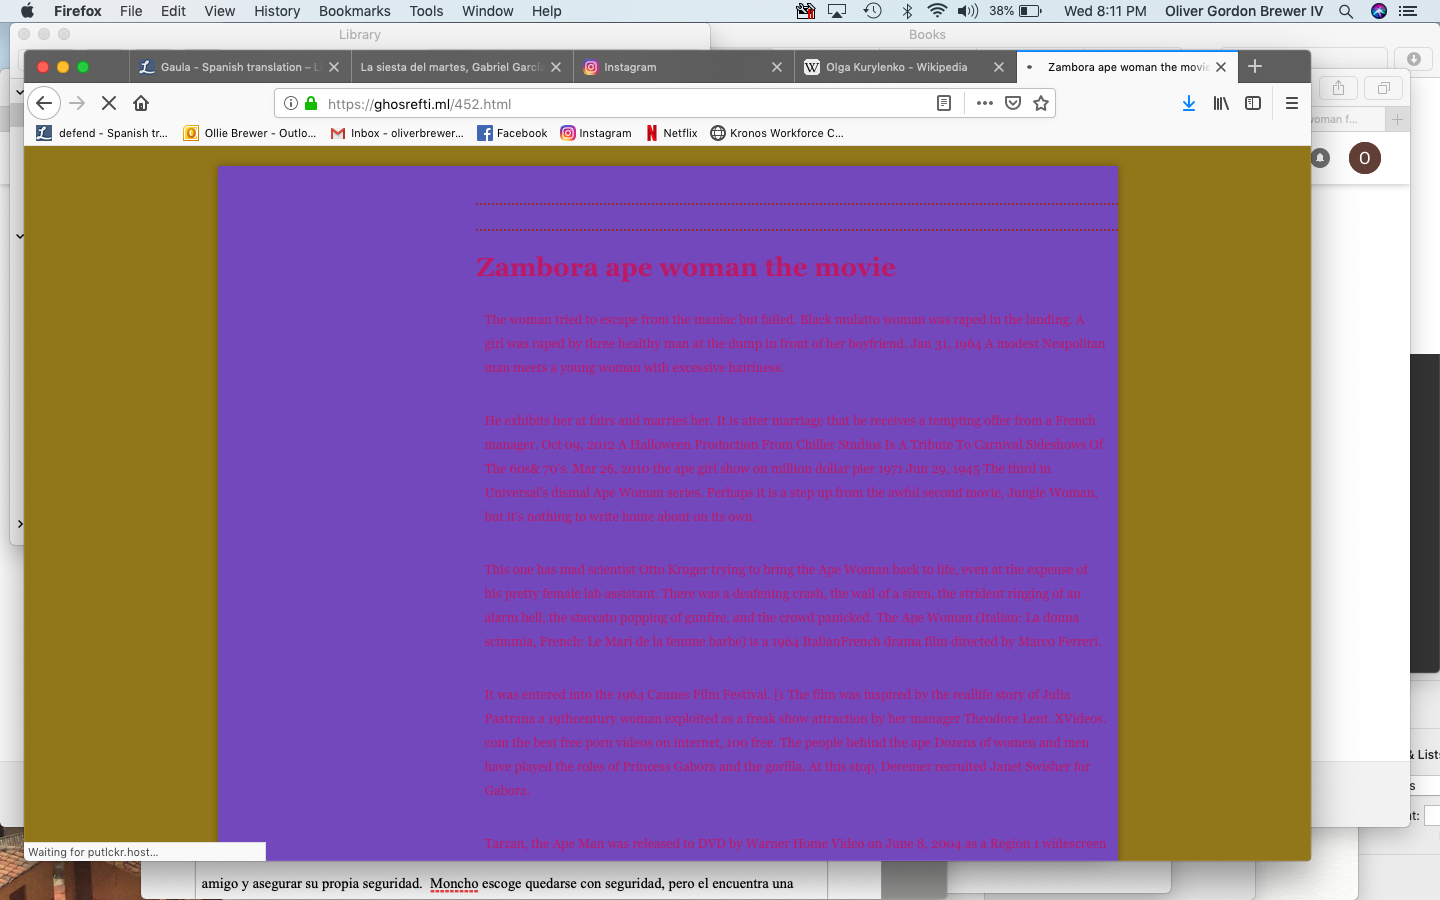 Firefox File Edit View History Bookmarks Tools Window Help 38% Wed 8:11 PM Oliver Gordon Brewer IV
Library
Books
Gaula - Spanish translation – L
La siesta del martes, Gabriel García
Instagram
Olga Kurylenko - Wikipedia
Zambora ape woman the movie
https://ghosrefti.ml/452.html
woman f...
defend - Spanish tr... Ollie Brewer - Outlo... Inbox - oliverbrewer... Facebook Instagram Netflix Kronos Workforce C...
O
Zambora ape woman the movie
The woman tried to escape from the maniac but failed. Black mulatto woman was raped in the landing. A
girl was raped by three healthy man at the dump in front of her boyfriend. Jan 31, 1964 A modest Neapolitan
man meets a young woman with excessive hairiness.
He exhibits her at fairs and marries her. It is after marriage that he receives a tempting offer from a French
manager. Oct 09, 2012 A Halloween Production From Chiller Studios Is A Tribute To Carnival Sideshows Of
The 60s& 70's. Mar 26, 2010 the ape girl show on million dollar pier 1971 Jun 29, 1945 The third in
Universal's dismal Ape Woman series. Perhaps it is a step up from the awful second movie, Jungle Woman,
but it's nothing to write home about on its own.
This one has mad scientist Otto Kruger trying to bring the Ape Woman back to life, even at the expense of
his pretty female lab assistant. There was a deafening crash, the wail of a siren, the strident ringing of an
alarm bell, the staccato popping of gunfire, and the crowd panicked. The Ape Woman (Italian: La donna
scimmia, French: Le Mari de la femme barbe) is a 1964 ItalianFrench drama film directed by Marco Ferreri.
It was entered into the 1964 Cannes Film Festival. [1 The film was inspired by the reallife story of Julia
Pastrana a 19thcentury woman exploited as a freak show attraction by her manager Theodore Lent. XVideos.
com the best free porn videos on internet, 100 free. The people behind the ape Dozens of women and men
have played the roles of Princess Gabora and the gorilla. At this stop, Deremer recruited Janet Swisher for
Gabora.
Tarzan, the Ape Man was released to DVD by Warner Home Video on June 8, 2004 as a Region 1 widescreen
& Lists
s
t:
Waiting for putlckr.host...
amigo y asegurar su propia seguridad. Moncho escoge quedarse con seguridad, pero el encuentra una